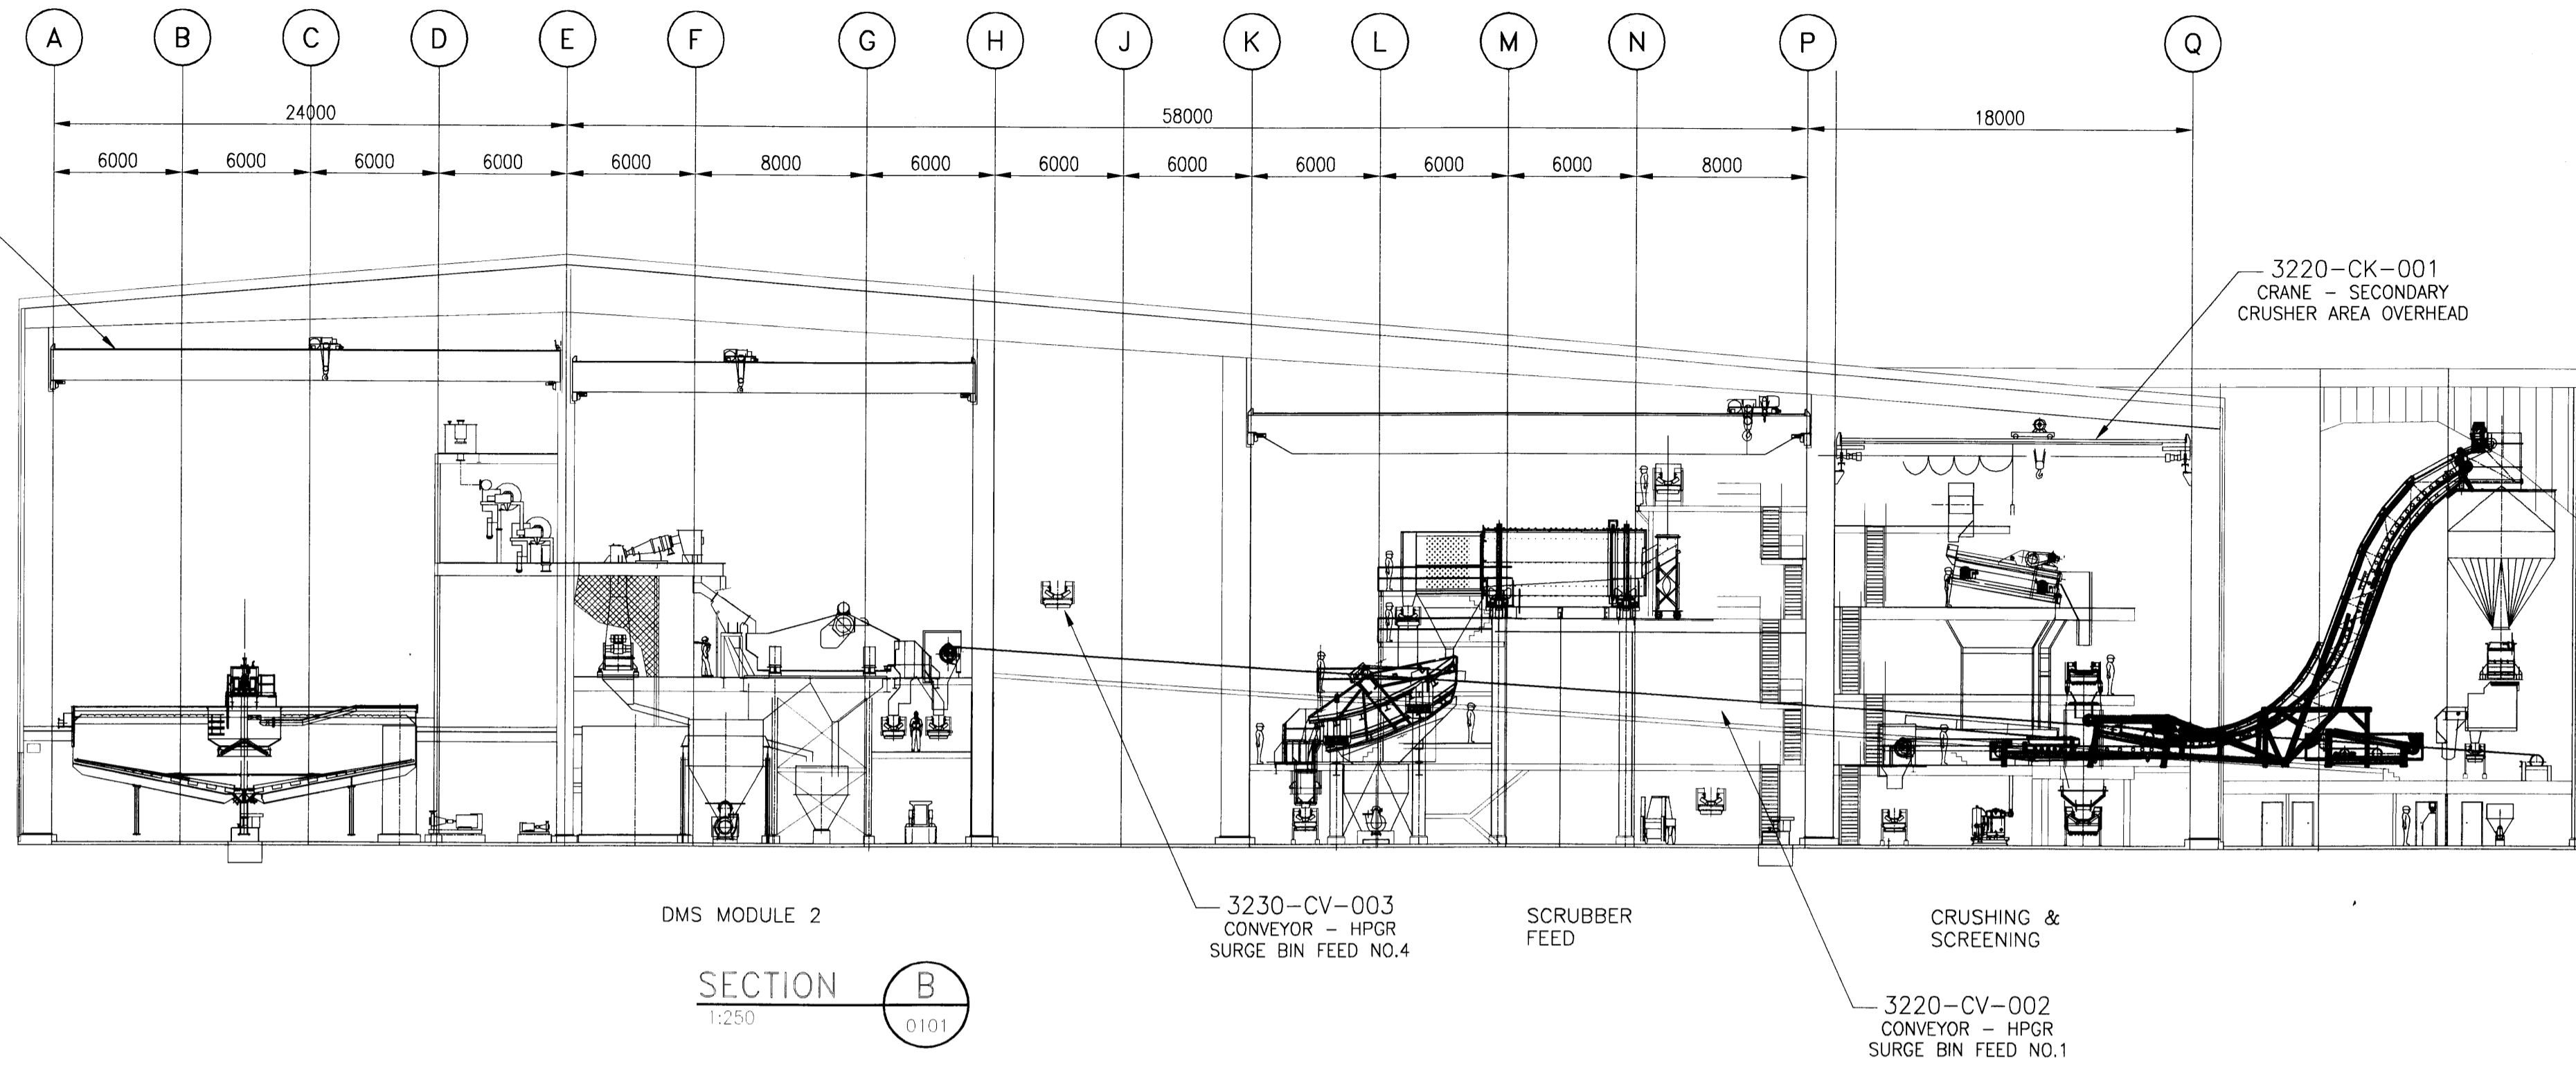 A B C D E F G H J K L M N P Q
24000 58000 18000
6000 6000 6000 6000 6000 8000 6000 6000 6000 6000 6000 6000 8000
3220-CK-001
CRANE - SECONDARY
CRUSHER AREA OVERHEAD
DMS MODULE 2
3230-CV-003
CONVEYOR - HPGR
SURGE BIN FEED NO.4
SCRUBBER
FEED
CRUSHING &
SCREENING
SECTION B
1:250 0101
3220-CV-002
CONVEYOR - HPGR
SURGE BIN FEED NO.1